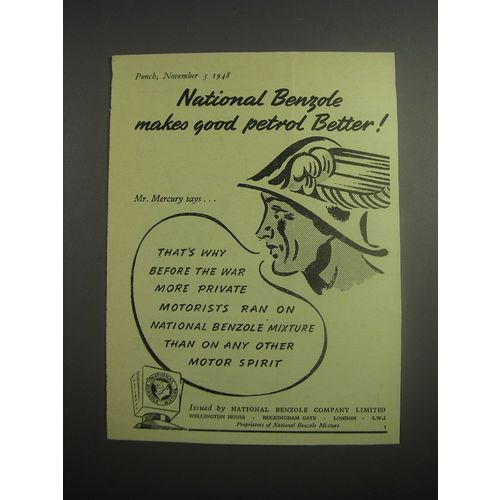 Punch, November 3 1948
National Benzole
makes good petrol Better!
Mr. Mercury says . . .
THAT'S WHY
BEFORE THE WAR
MORE PRIVATE
MOTORISTS RAN ON
NATIONAL BENZOLE MIXTURE
THAN ON ANY OTHER
MOTOR SPIRIT
Issued by NATIONAL BENZOLE COMPANY LIMITED
WELLINGTON HOUSE · BUCKINGHAM GATE · LONDON · S.W.1
Proprietors of National Benzole Mixture
1